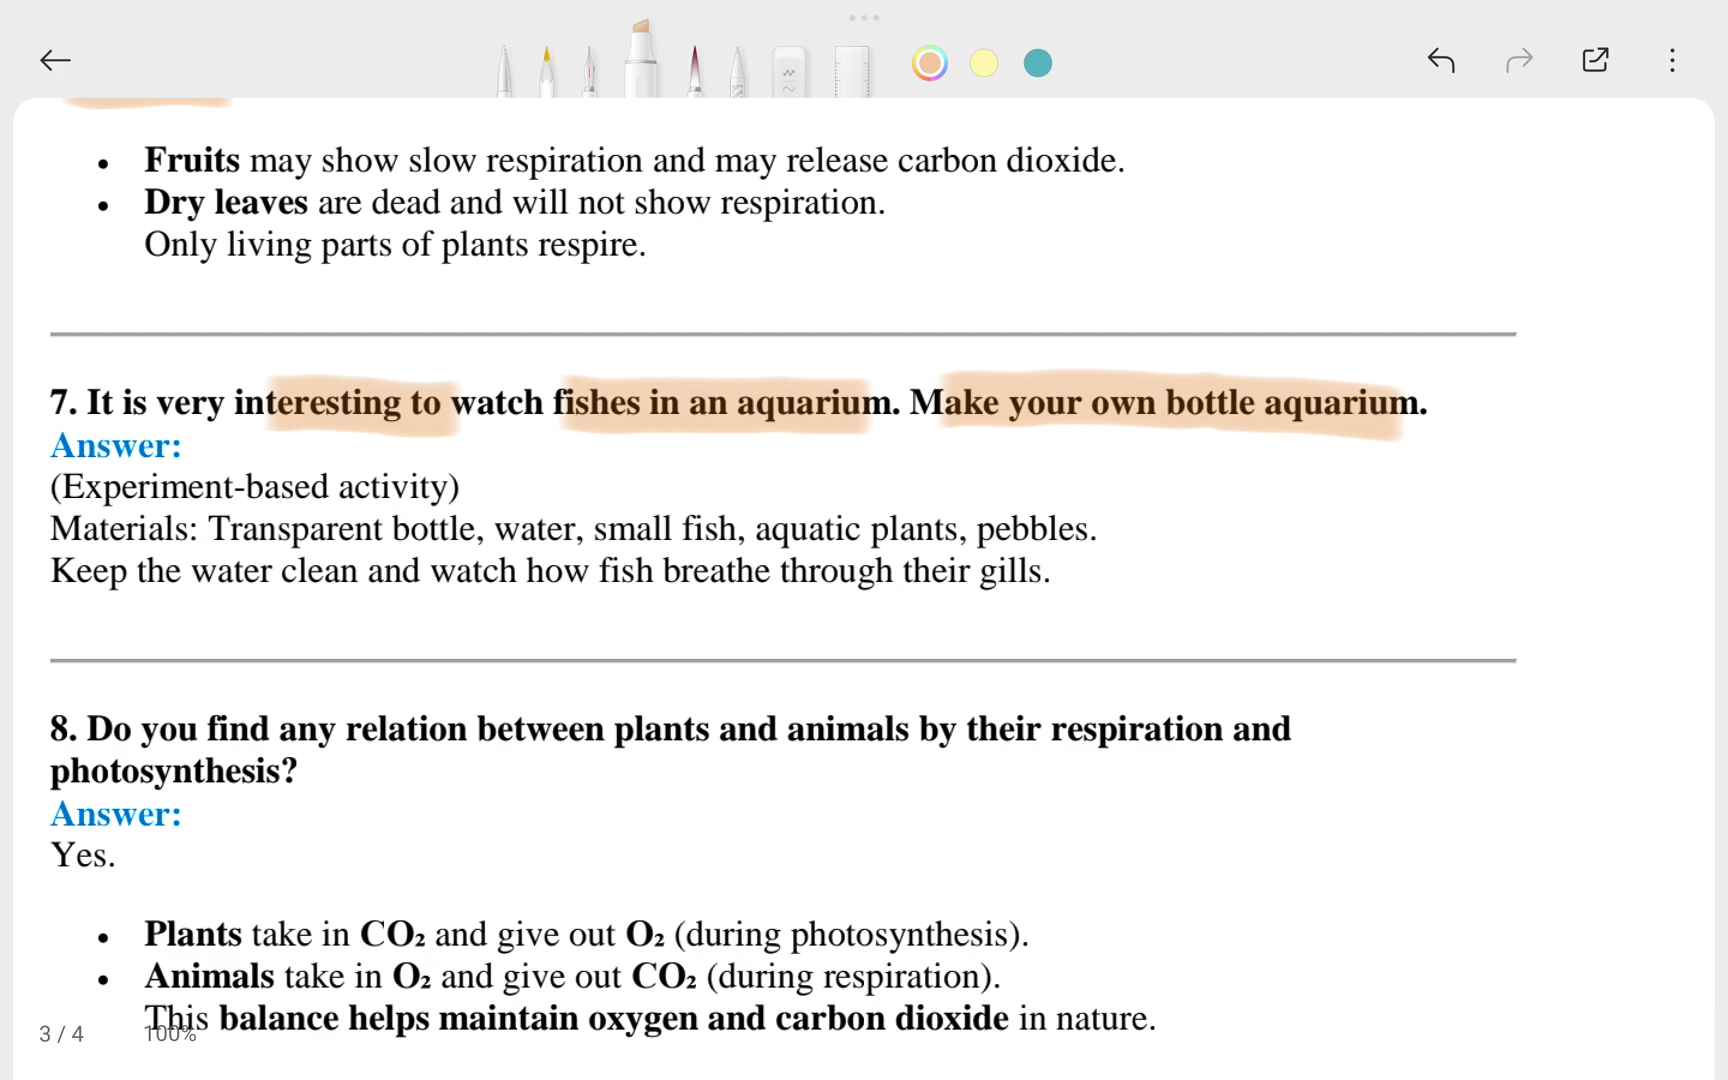 • Fruits may show slow respiration and may release carbon dioxide.
• Dry leaves are dead and will not show respiration.
Only living parts of plants respire.
7. It is very interesting to watch fishes in an aquarium. Make your own bottle aquarium.
Answer:
(Experiment-based activity)
Materials: Transparent bottle, water, small fish, aquatic plants, pebbles.
Keep the water clean and watch how fish breathe through their gills.
8. Do you find any relation between plants and animals by their respiration and
photosynthesis?
Answer:
Yes.
• Plants take in CO₂ and give out O₂ (during photosynthesis).
• Animals take in O₂ and give out CO₂ (during respiration).
This balance helps maintain oxygen and carbon dioxide in nature.
3 / 4 100%